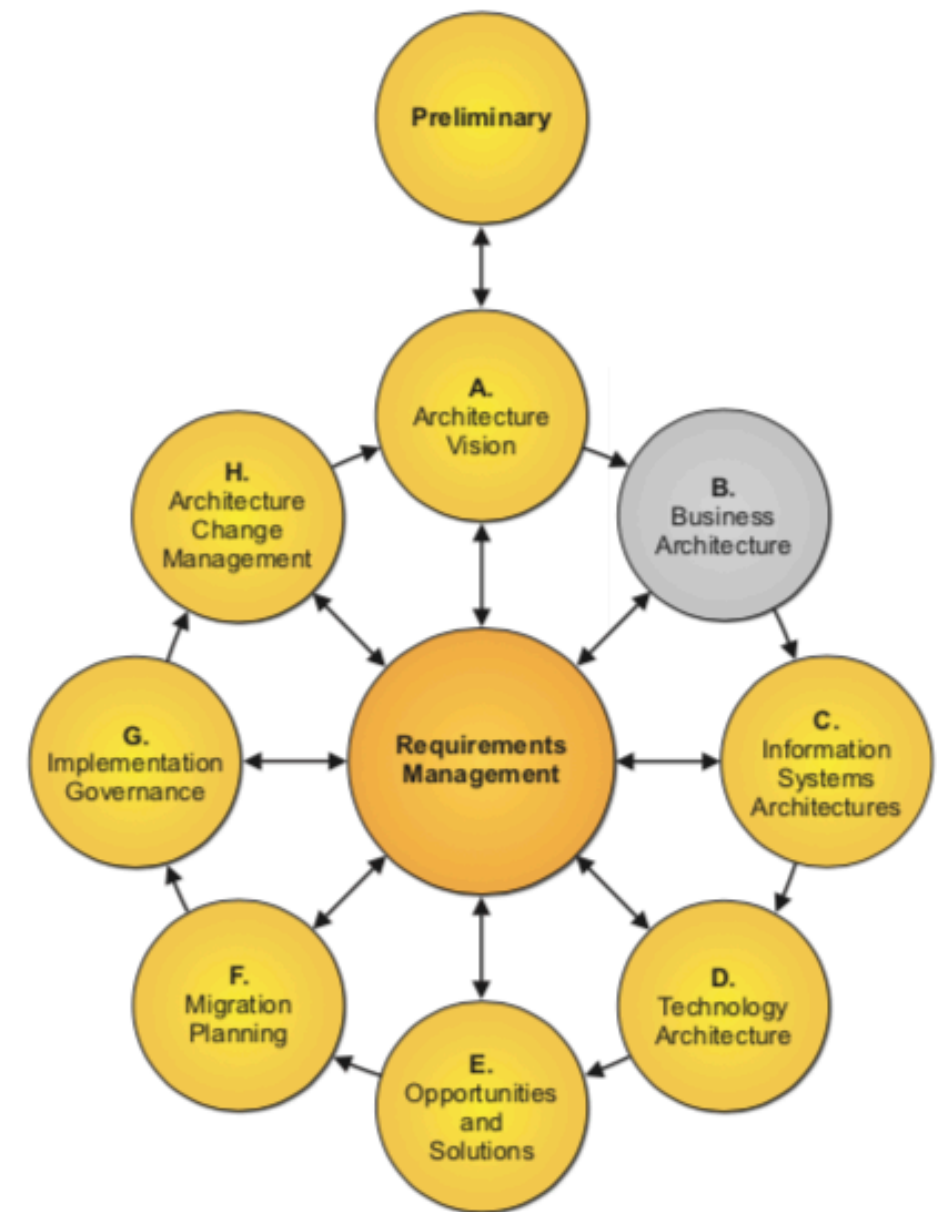 Preliminary
A.
Architecture
Vision
B.
Business
Architecture
C.
Information
Systems
Architectures
D.
Technology
Architecture
E.
Opportunities
and
Solutions
F.
Migration
Planning
G.
Implementation
Governance
H.
Architecture
Change
Management
Requirements
Management